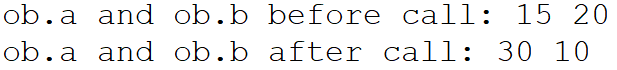 ob.a and ob.b before call: 15 20
ob.a and ob.b after call: 30 10